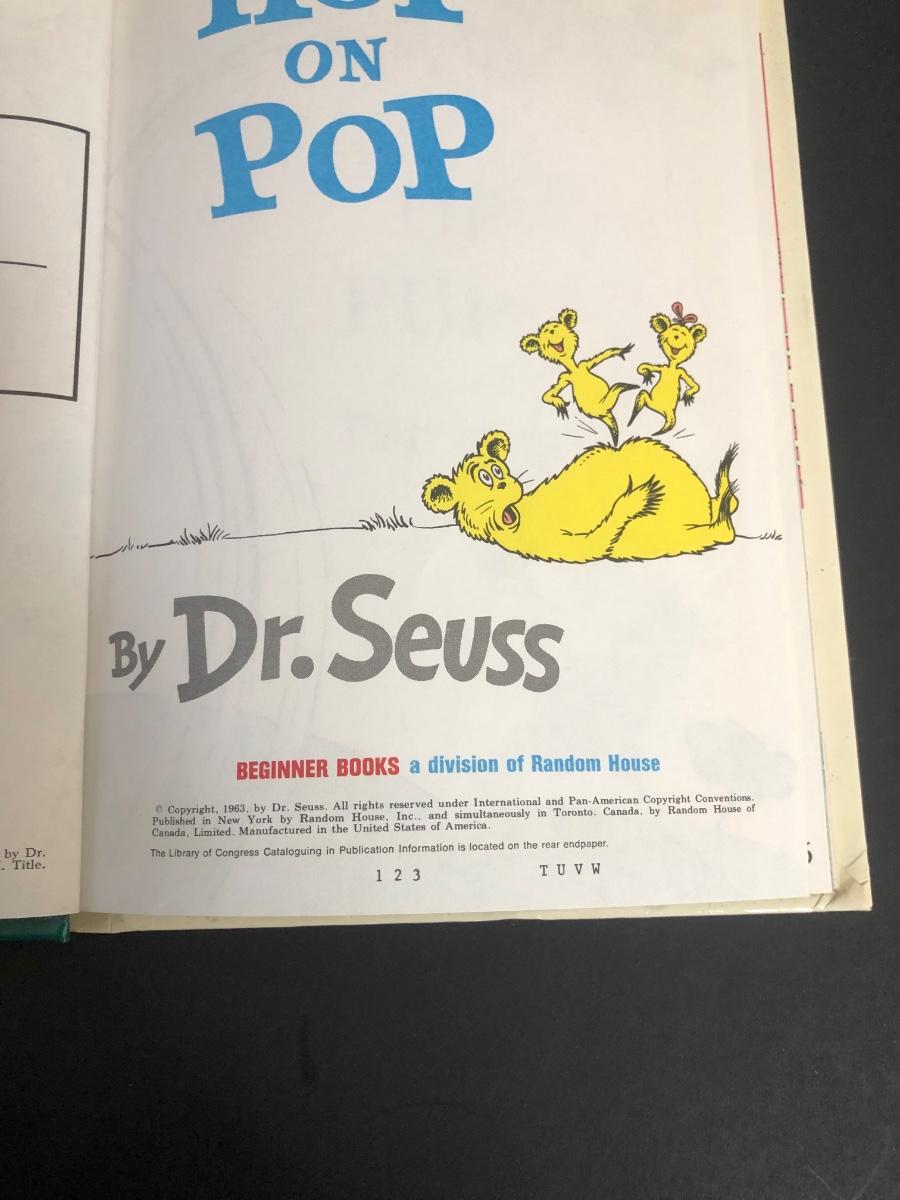 HOP
ON
POP
By Dr. Seuss
BEGINNER BOOKS a division of Random House
© Copyright, 1963, by Dr. Seuss. All rights reserved under International and Pan-American Copyright Conventions.
Published in New York by Random House, Inc., and simultaneously in Toronto, Canada, by Random House of
Canada, Limited. Manufactured in the United States of America.
The Library of Congress Cataloguing in Publication Information is located on the rear endpaper.
1 2 3 T U V W
by Dr.
. Title.